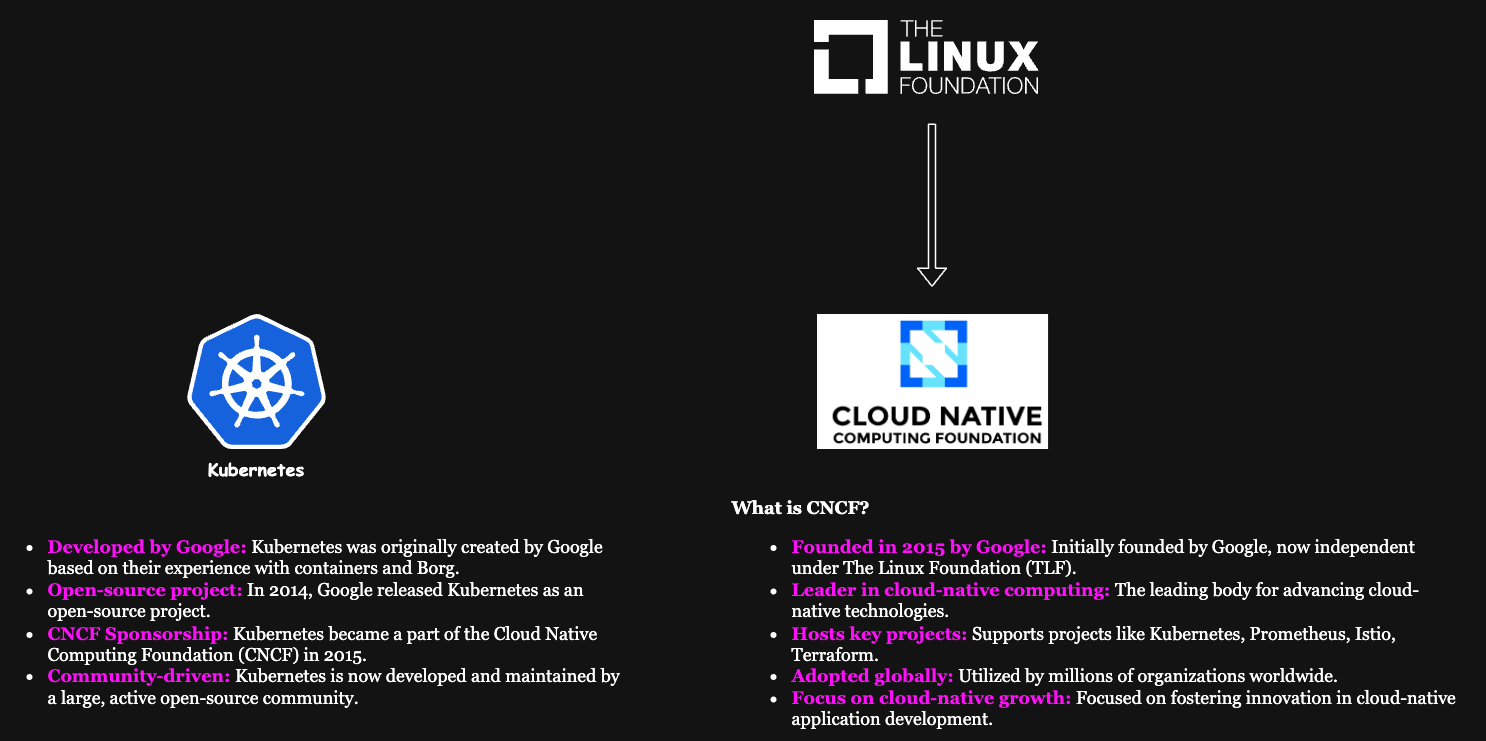 THE
LINUX
FOUNDATION
Kubernetes
CLOUD NATIVE
COMPUTING FOUNDATION
• Developed by Google: Kubernetes was originally created by Google
based on their experience with containers and Borg.
• Open-source project: In 2014, Google released Kubernetes as an
open-source project.
• CNCF Sponsorship: Kubernetes became a part of the Cloud Native
Computing Foundation (CNCF) in 2015.
• Community-driven: Kubernetes is now developed and maintained by
a large, active open-source community.
What is CNCF?
• Founded in 2015 by Google: Initially founded by Google, now independent
under The Linux Foundation (TLF).
• Leader in cloud-native computing: The leading body for advancing cloud-
native technologies.
• Hosts key projects: Supports projects like Kubernetes, Prometheus, Istio,
Terraform.
• Adopted globally: Utilized by millions of organizations worldwide.
• Focus on cloud-native growth: Focused on fostering innovation in cloud-native
application development.